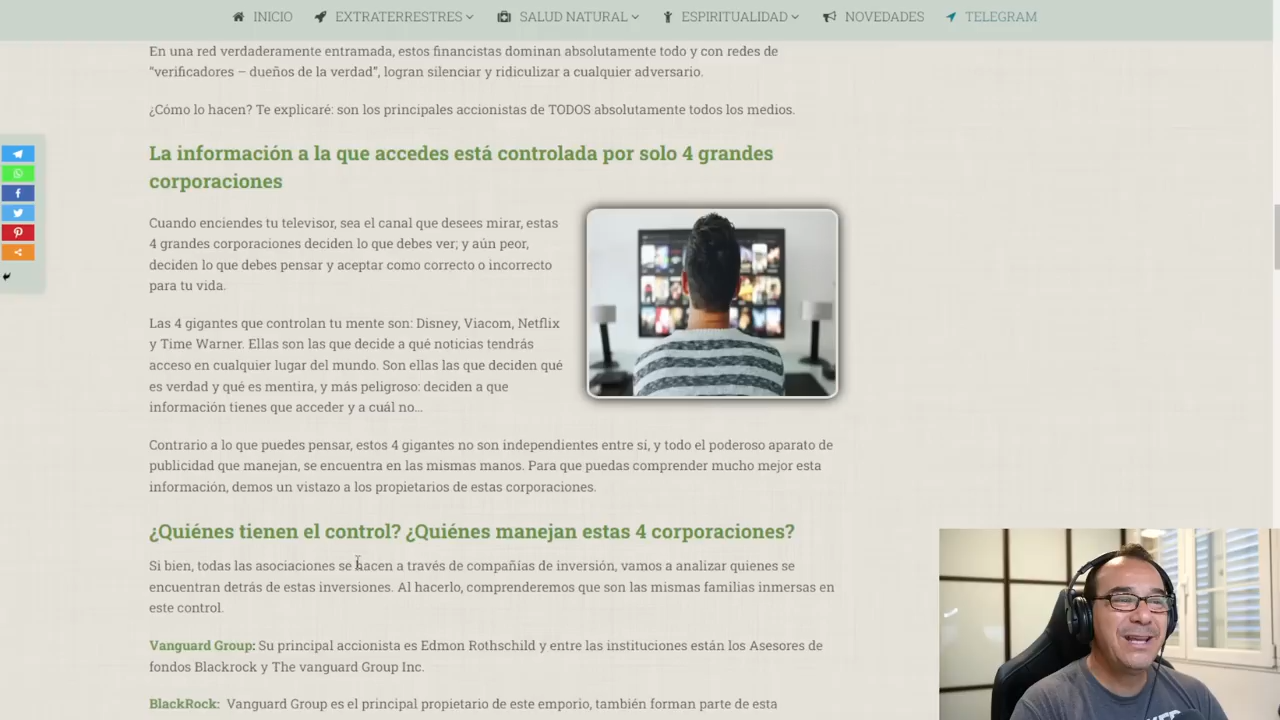 INICIO EXTRATERRESTRES SALUD NATURAL ESPIRITUALIDAD NOVEDADES TELEGRAM
En una red verdaderamente entramada, estos financistas dominan absolutamente todo y con redes de
“verificadores – dueños de la verdad”, logran silenciar y ridiculizar a cualquier adversario.
¿Cómo lo hacen? Te explicaré: son los principales accionistas de TODOS absolutamente todos los medios.
La información a la que accedes está controlada por solo 4 grandes
corporaciones
Cuando enciendes tu televisor, sea el canal que desees mirar, estas
4 grandes corporaciones deciden lo que debes ver; y aún peor,
deciden lo que debes pensar y aceptar como correcto o incorrecto
para tu vida.
Las 4 gigantes que controlan tu mente son: Disney, Viacom, Netflix
y Time Warner. Ellas son las que decide a qué noticias tendrás
acceso en cualquier lugar del mundo. Son ellas las que deciden qué
es verdad y qué es mentira, y más peligroso: deciden a que
información tienes que acceder y a cuál no…
Contrario a lo que puedes pensar, estos 4 gigantes no son independientes entre sí, y todo el poderoso aparato de
publicidad que manejan, se encuentra en las mismas manos. Para que puedas comprender mucho mejor esta
información, demos un vistazo a los propietarios de estas corporaciones.
¿Quiénes tienen el control? ¿Quiénes manejan estas 4 corporaciones?
Si bien, todas las asociaciones se hacen a través de compañías de inversión, vamos a analizar quienes se
encuentran detrás de estas inversiones. Al hacerlo, comprenderemos que son las mismas familias inmersas en
este control.
Vanguard Group: Su principal accionista es Edmon Rothschild y entre las instituciones están los Asesores de
fondos Blackrock y The vanguard Group Inc.
BlackRock: Vanguard Group es el principal propietario de este emporio, también forman parte de esta